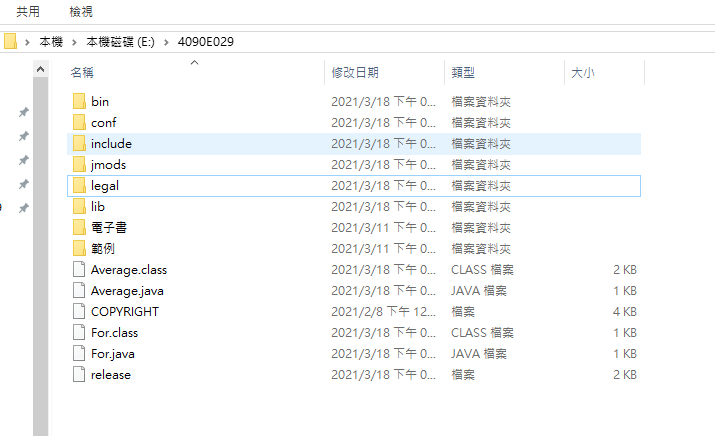 共用 檢視
本機 本機磁碟 (E:) 4090E029
名稱 修改日期 類型 大小
bin 2021/3/18 下午 0... 檔案資料夾
conf 2021/3/18 下午 0... 檔案資料夾
include 2021/3/18 下午 0... 檔案資料夾
jmods 2021/3/18 下午 0... 檔案資料夾
legal 2021/3/18 下午 0... 檔案資料夾
lib 2021/3/18 下午 0... 檔案資料夾
電子書 2021/3/11 下午 0... 檔案資料夾
範例 2021/3/11 下午 0... 檔案資料夾
Average.class 2021/3/18 下午 0... CLASS 檔案 2 KB
Average.java 2021/3/18 下午 0... JAVA 檔案 1 KB
COPYRIGHT 2021/2/8 下午 12... 檔案 4 KB
For.class 2021/3/18 下午 0... CLASS 檔案 1 KB
For.java 2021/3/18 下午 0... JAVA 檔案 1 KB
release 2021/3/18 下午 0... 檔案 2 KB